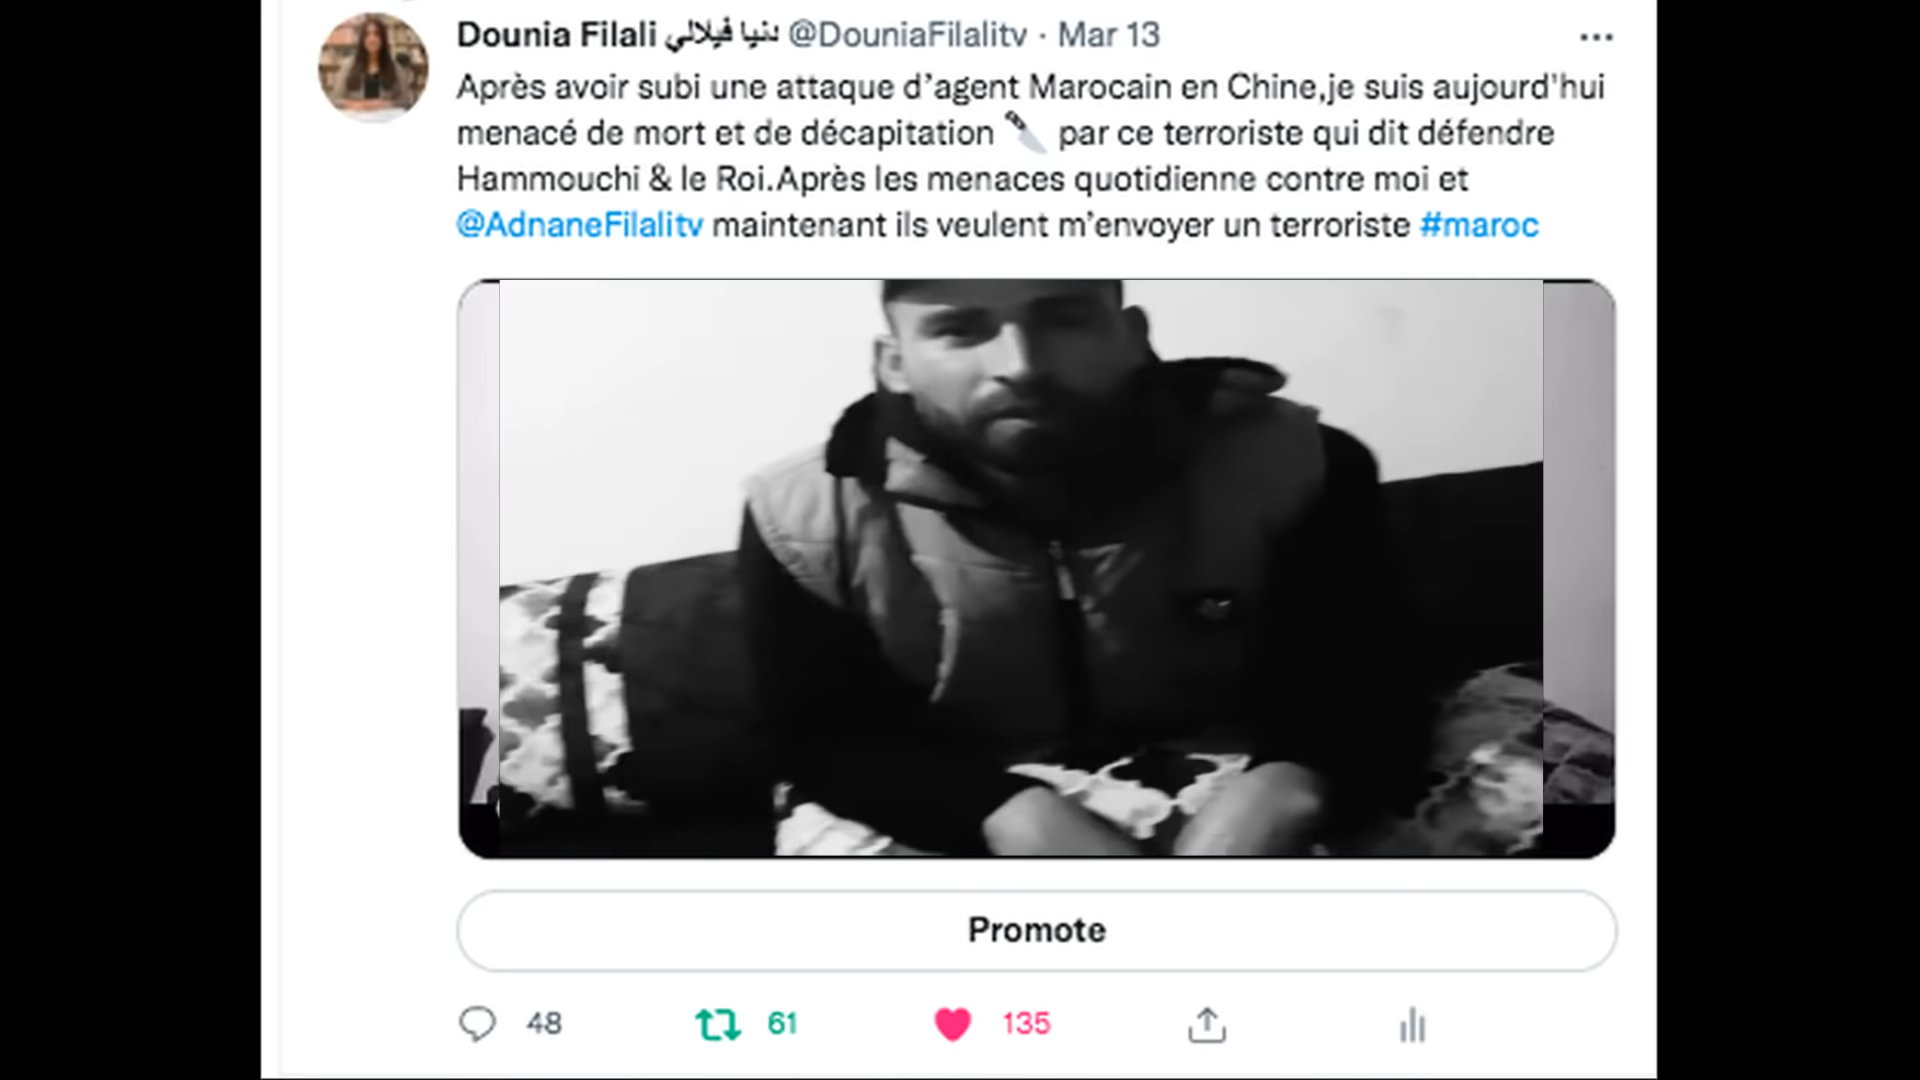 Dounia Filali دنيا فيلالي @DouniaFilalitv · Mar 13
Après avoir subi une attaque d’agent Marocain en Chine,je suis aujourd'hui
menacé de mort et de décapitation 🔪 par ce terroriste qui dit défendre
Hammouchi & le Roi.Après les menaces quotidienne contre moi et
@AdnaneFilalitv maintenant ils veulent m’envoyer un terroriste #maroc
Promote
48 61 135